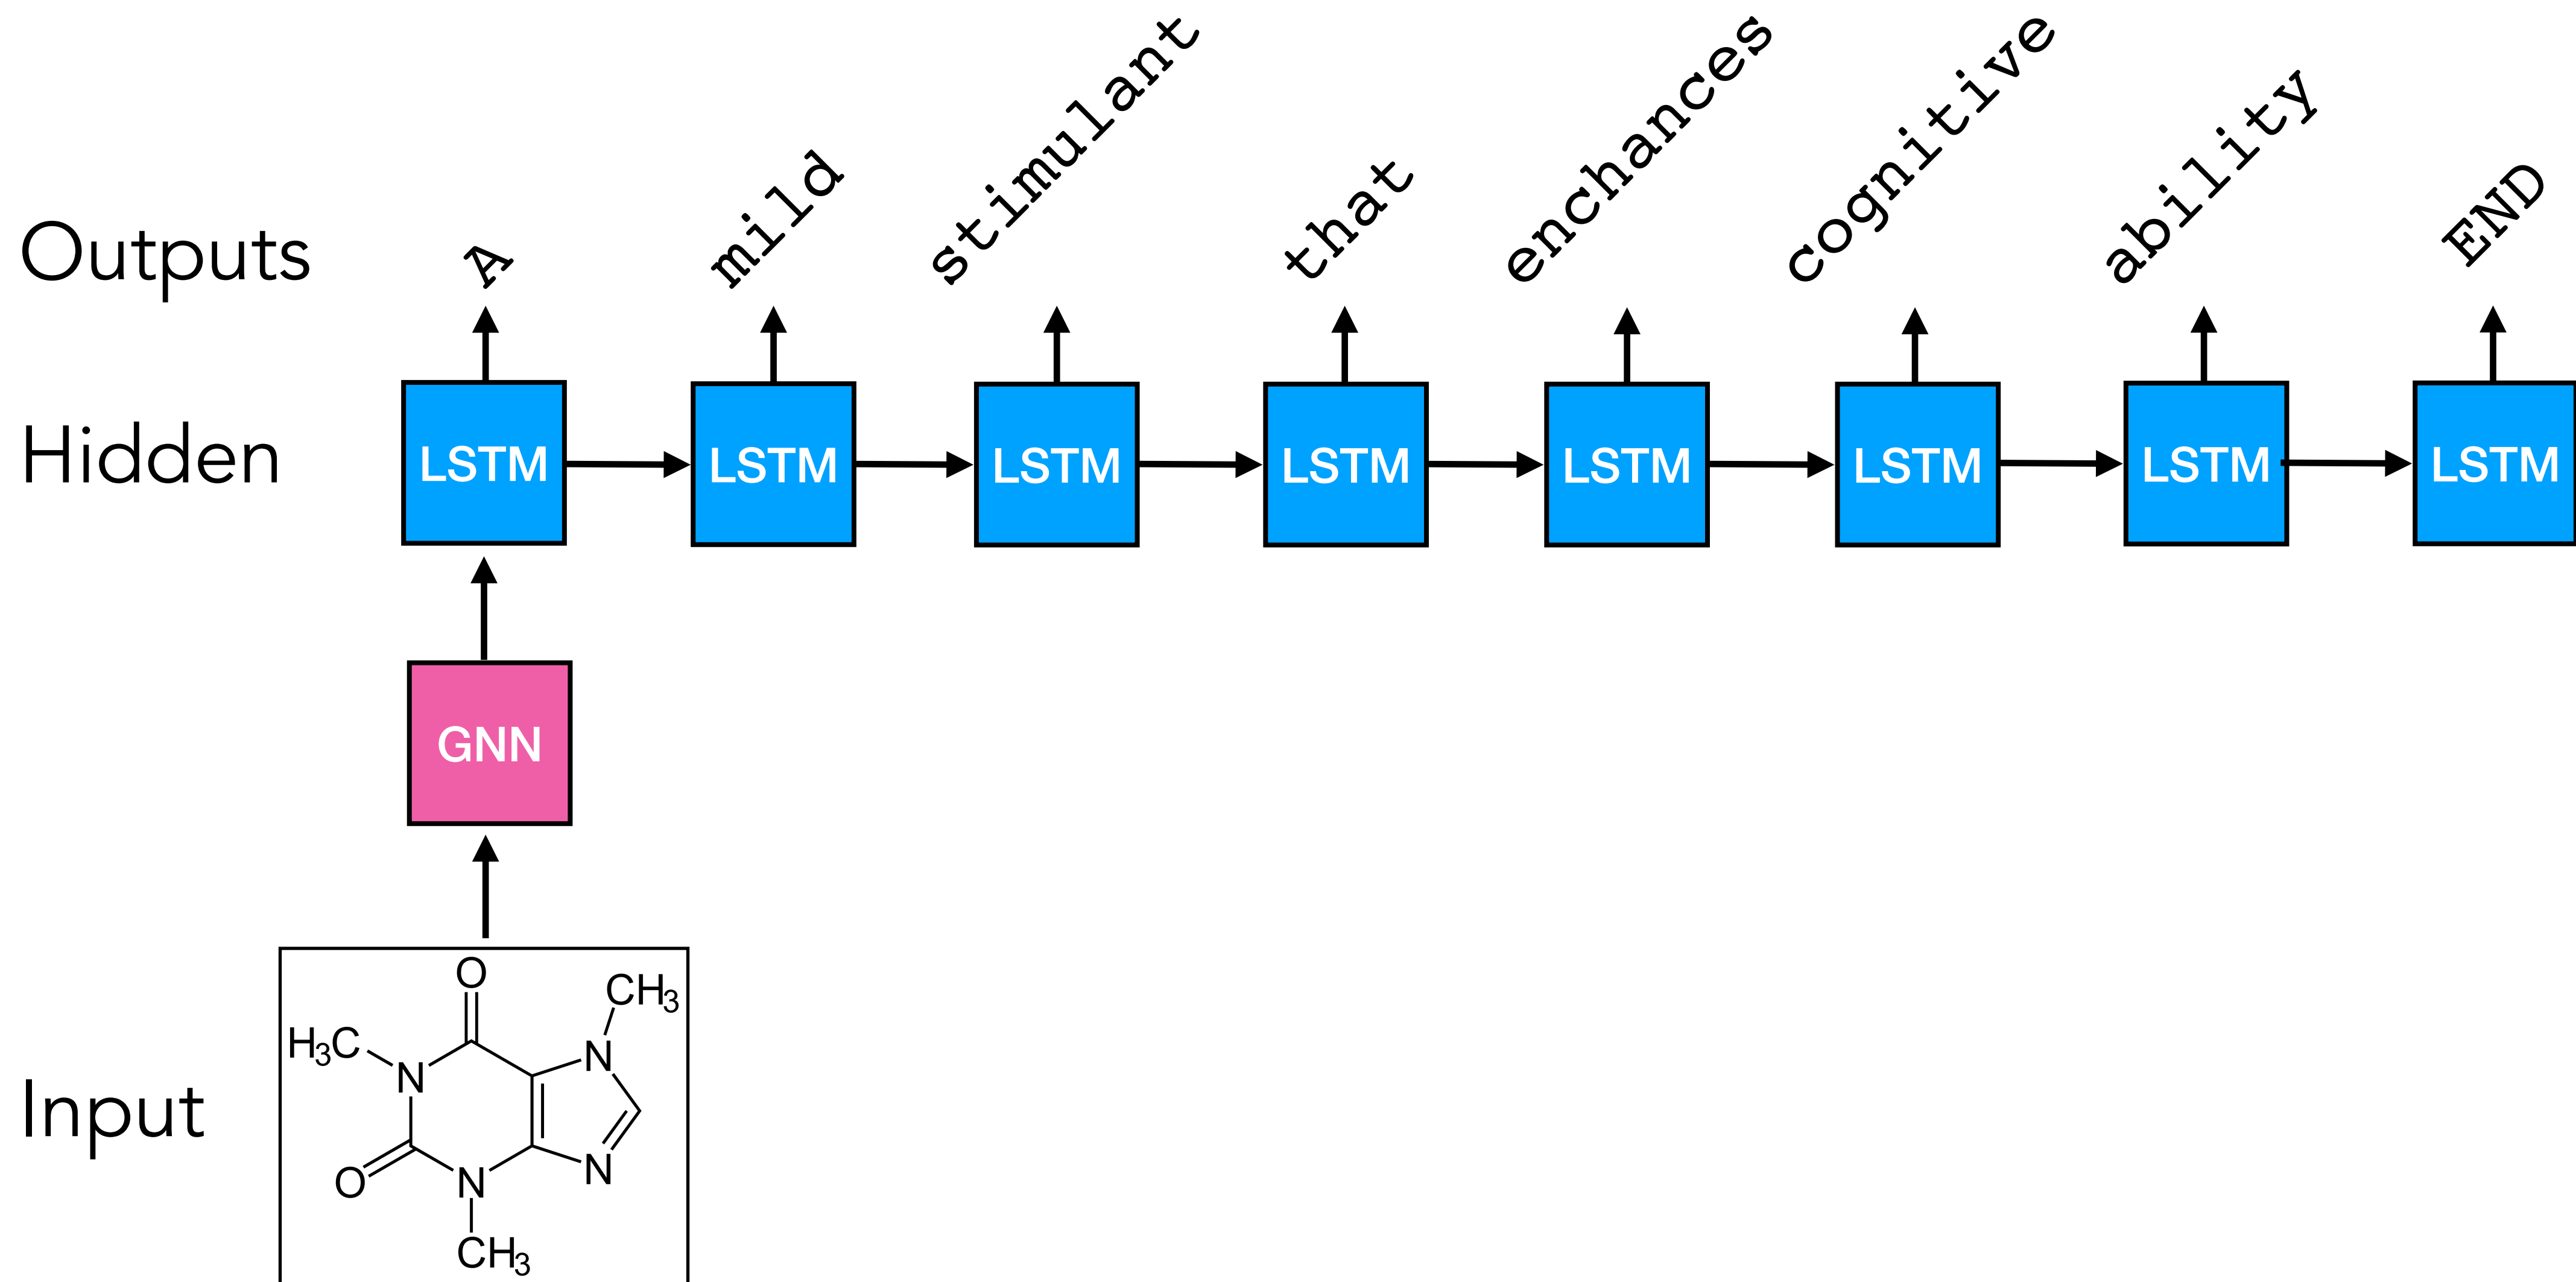 Outputs A mild stimulant that enchances cognitive ability END
Hidden LSTM LSTM LSTM LSTM LSTM LSTM LSTM LSTM
GNN
O
CH3
H3C
N
N
Input
O
N
N
CH3